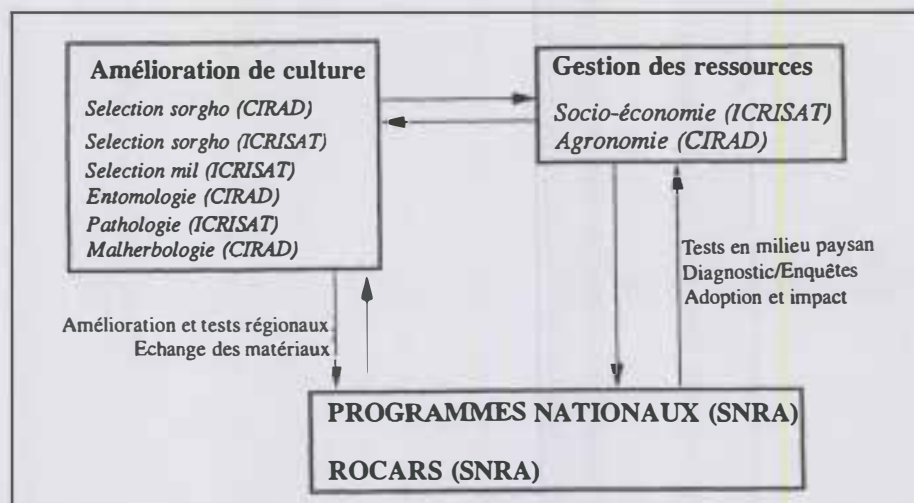 Amélioration de culture
Selection sorgho (CIRAD)
Selection sorgho (ICRISAT)
Selection mil (ICRISAT)
Entomologie (CIRAD)
Pathologie (ICRISAT)
Malherbologie (CIRAD)
Gestion des ressources
Socio-économie (ICRISAT)
Agronomie (CIRAD)
Tests en milieu paysan
Diagnostic/Enquêtes
Adoption et impact
Amélioration et tests régionaux
Echange des matériaux
PROGRAMMES NATIONAUX (SNRA)
ROCARS (SNRA)